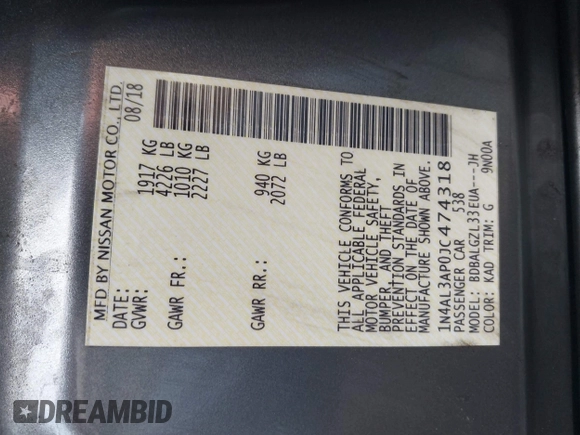 MFD BY NISSAN MOTOR CO., LTD.
DATE: 08/18
GVWR: 1917 KG
4226 LB
GAWR FR: 1010 KG
2227 LB
GAWR RR: 940 KG
2072 LB
THIS VEHICLE CONFORMS TO
ALL APPLICABLE FEDERAL
MOTOR VEHICLE SAFETY,
BUMPER, AND THEFT
PREVENTION STANDARDS IN
EFFECT ON THE DATE OF
MANUFACTURE SHOWN ABOVE.
1N4AL3AP0JC474318
PASSENGER CAR 538
MODEL: BDBALGZL33EUA---JH
COLOR: KAD TRIM: G 9N00A
DREAMBID